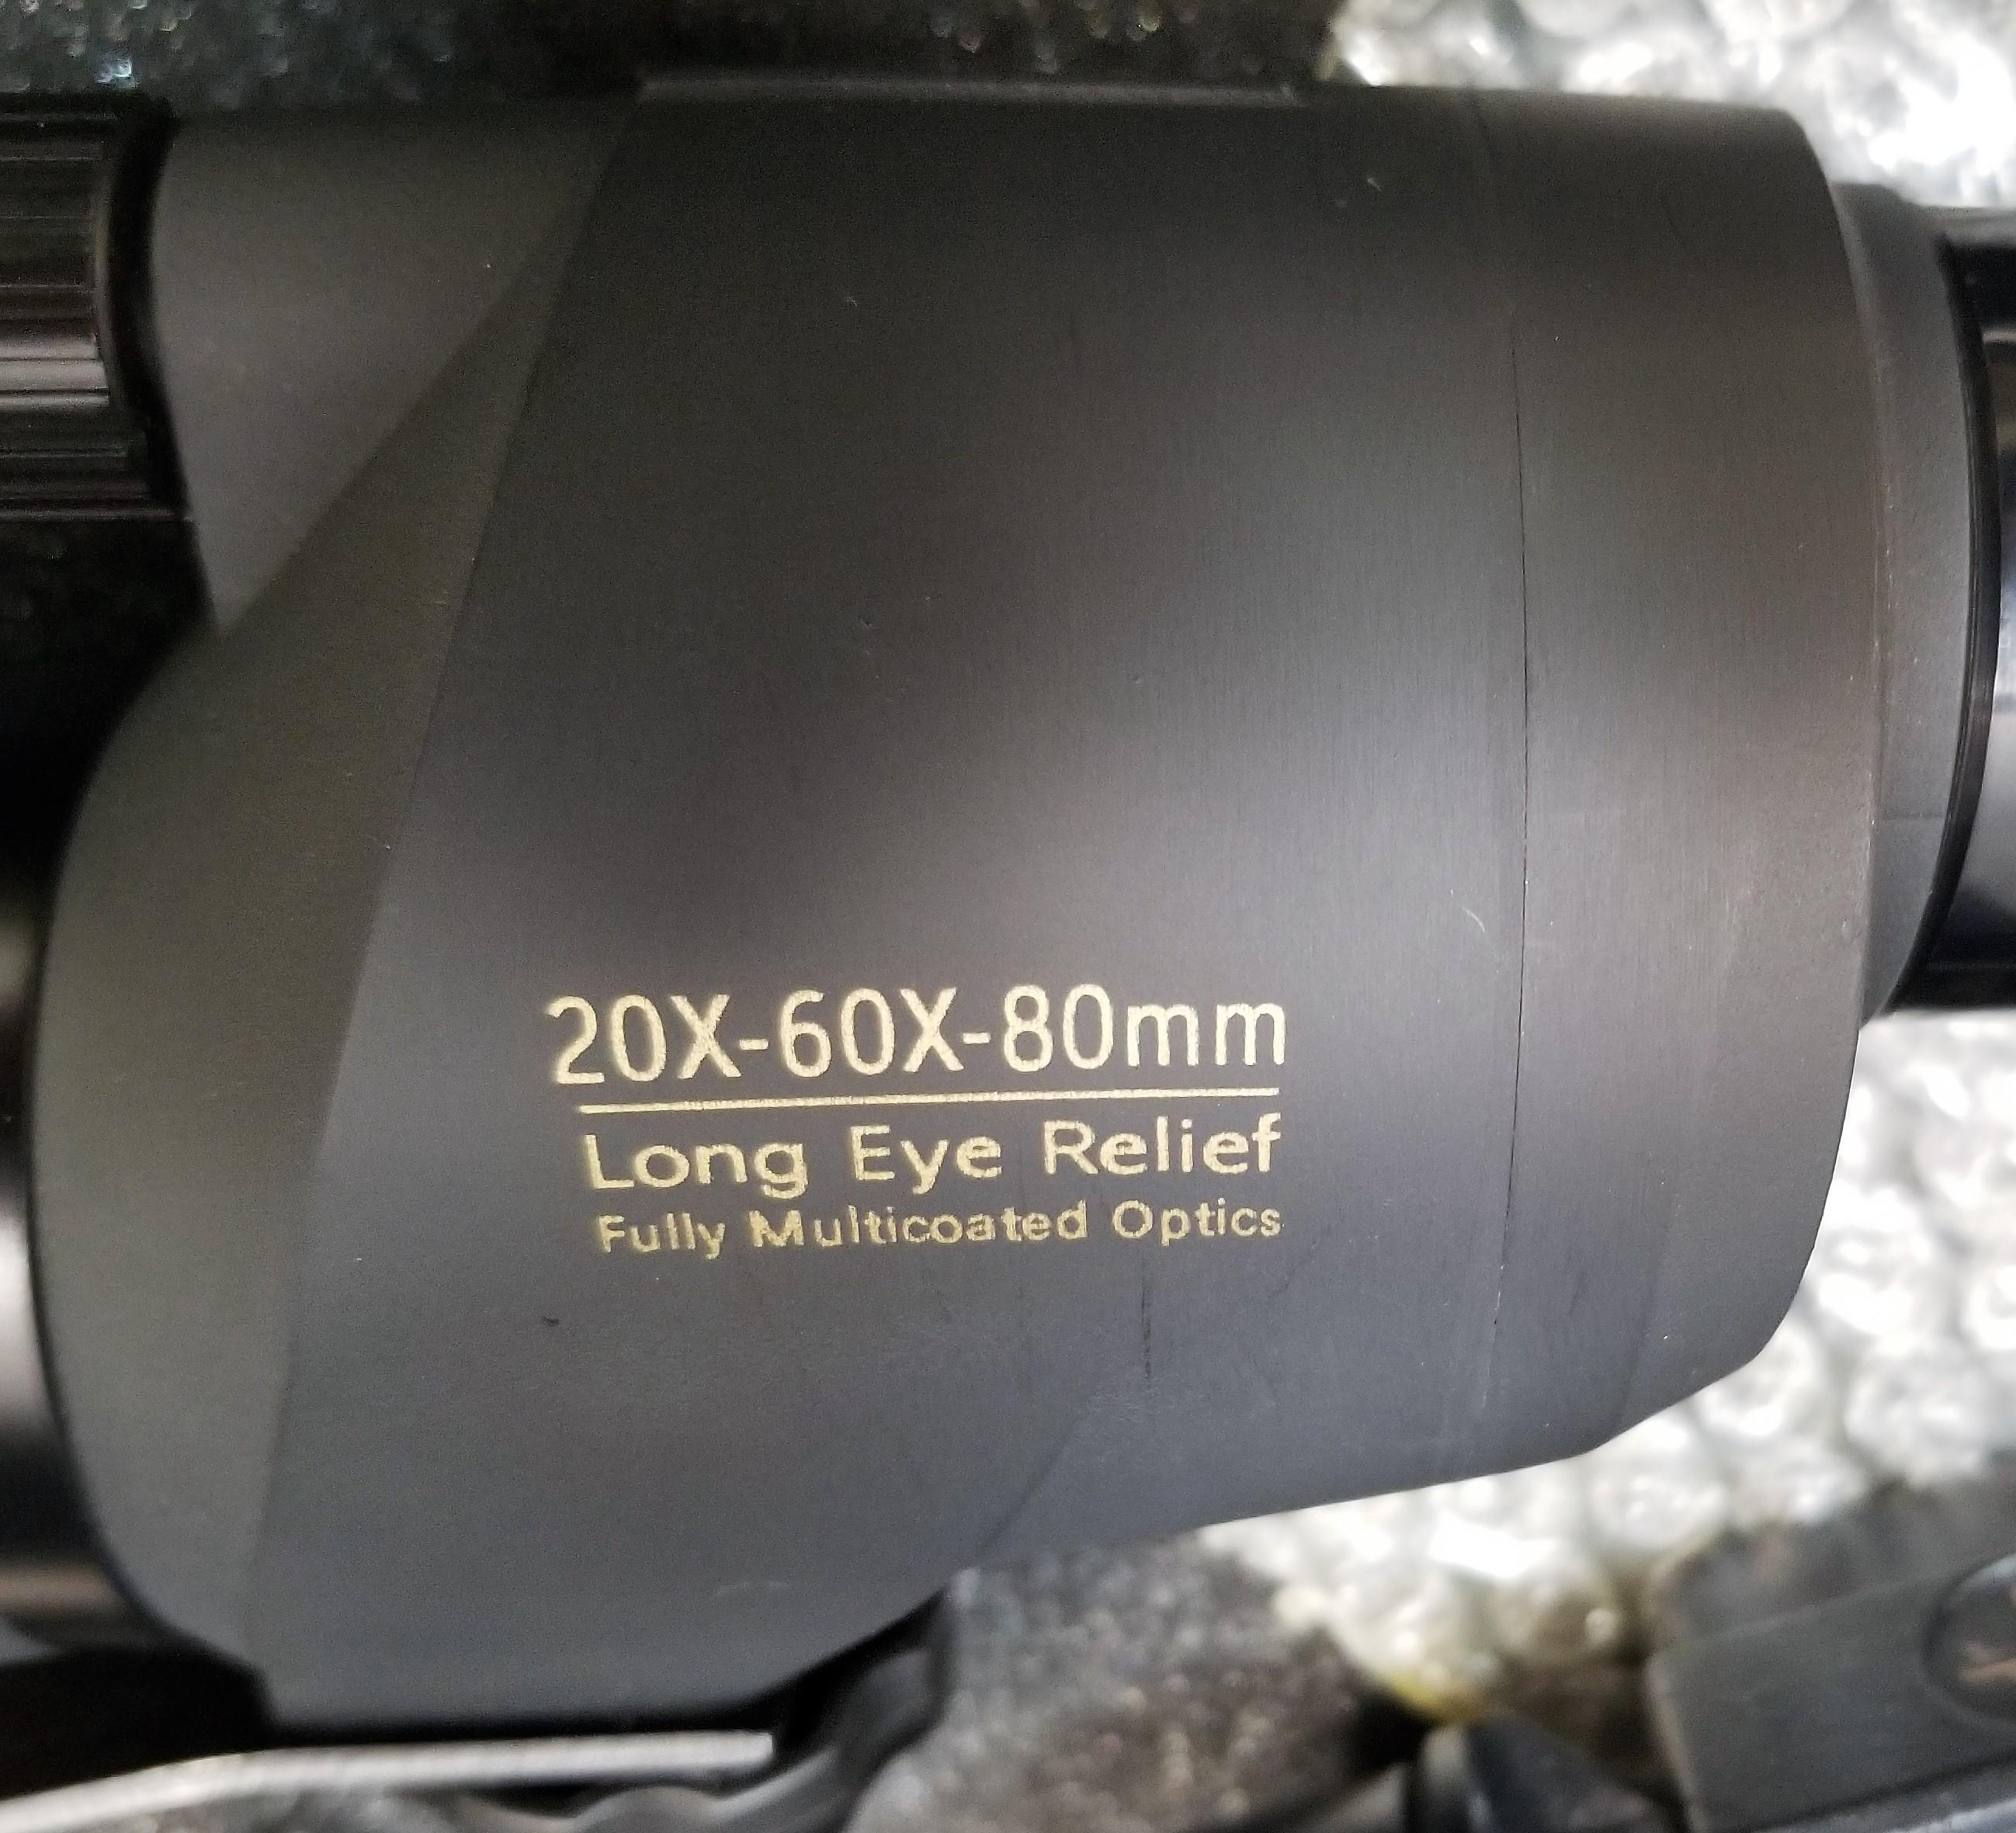 20X-60X-80mm
Long Eye Relief
Fully Multicoated Optics